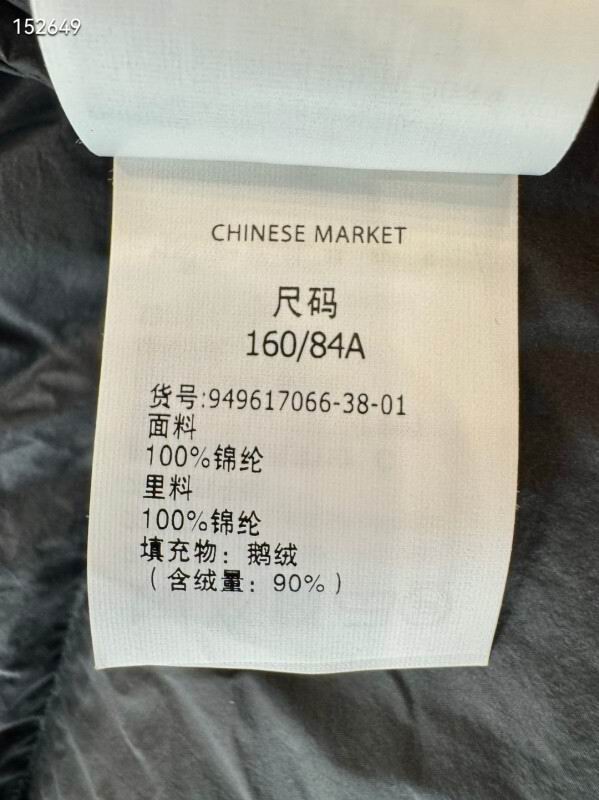 152649
CHINESE MARKET
尺码
160/84A
货号:949617066-38-01
面料
100%锦纶
里料
100%锦纶
填充物：鹅绒
（含绒量：90%）